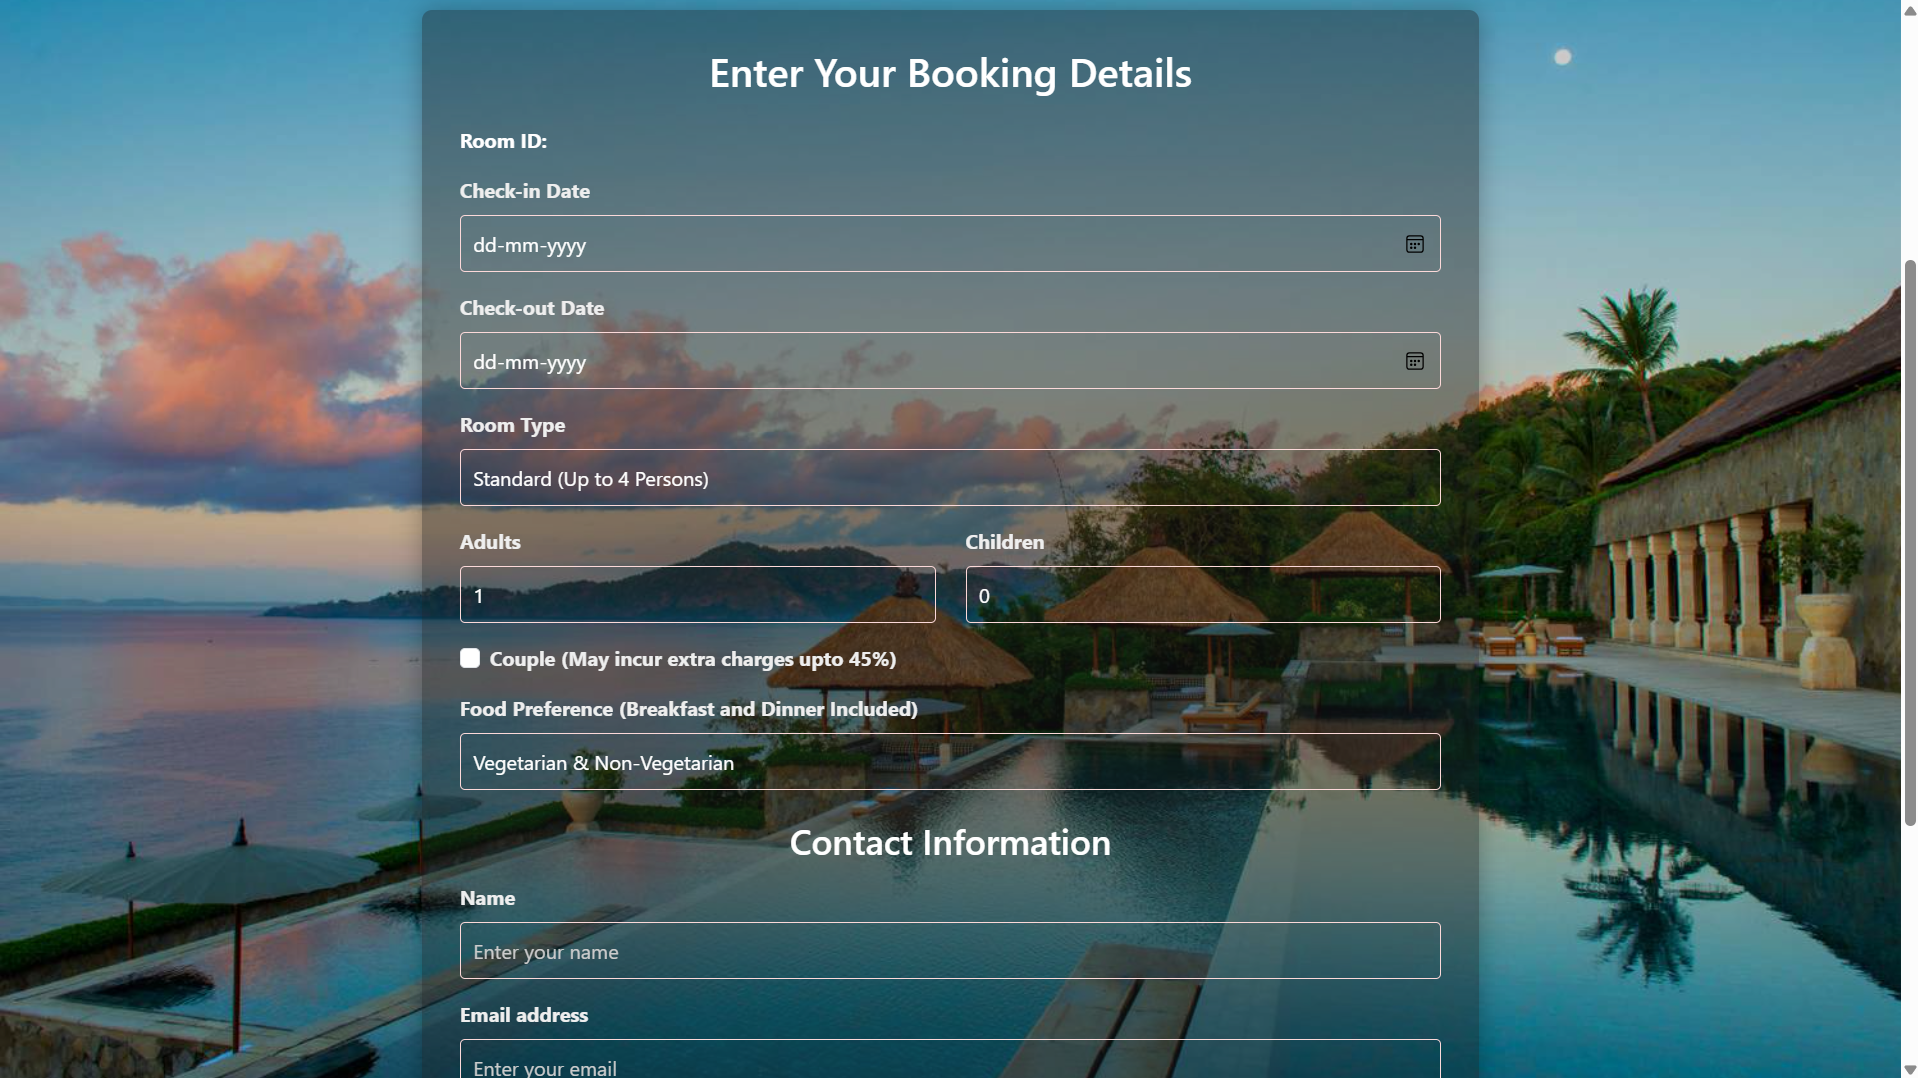 Enter Your Booking Details
Room ID:
Check-in Date
dd-mm-yyyy
Check-out Date
dd-mm-yyyy
Room Type
Standard (Up to 4 Persons)
Adults
Children
1
0
Couple (May incur extra charges upto 45%)
Food Preference (Breakfast and Dinner Included)
Vegetarian & Non-Vegetarian
Contact Information
Name
Enter your name
Email address
Enter your email